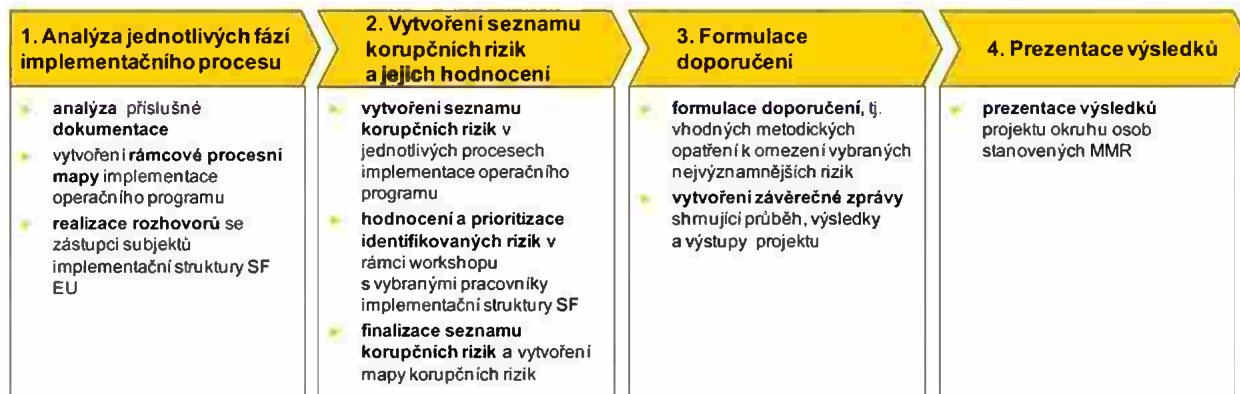 1. Analýza jednotlivých fází
implementačního procesu
analýza příslušné
dokumentace
vytvoření rámcové procesní
mapy implementace
operačního programu
realizace rozhovorů se
zástupci subjektů
implementační struktury SF
EU
2. Vytvoření seznamu
korupčních rizik
a jejich hodnocení
vytvoření seznamu
korupčních rizik v
jednotlivých procesech
implementace operačního
programu
hodnocení a prioritizace
identifikovaných rizik v
rámci workshopu
s vybranými pracovníky
implementační struktury SF
finalizace seznamu
korupčních rizik a vytvoření
mapy korupčních rizik
3. Formulace
doporučení
formulace doporučení, tj.
vhodných metodických
opatření k omezení vybraných
nejvýznamnějších rizik
vytvoření závěrečné zprávy
shrnující průběh, výsledky
a výstupy projektu
4. Prezentace výsledků
prezentace výsledků
projektu okruhu osob
stanovených MMR